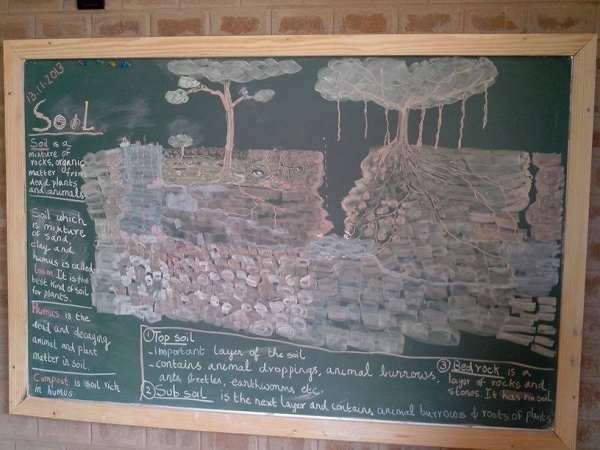 13.11.2013
SOIL
Soil is a
mixture of
rocks, organic
matter from
dead plants
and animals
Soil which
is mixture
of sand,
clay and
humus is called
Loam. It is the
best kind of soil
for plants.
Humus is the
dead and decaying
animal and plant
matter in soil.
Compost is soil rich
in humus
① Top soil
- important layer of the soil
- contains animal droppings, animal burrows,
ants, beetles, earthworms etc.
② Sub soil is the next layer and contains animal burrows & roots of plants
③ Bedrock is a
layer of rocks and
stones. It has no soil